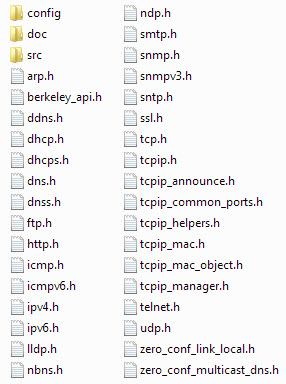 config
doc
src
arp.h
berkeley_api.h
ddns.h
dhcp.h
dhcps.h
dns.h
dnss.h
ftp.h
http.h
icmp.h
icmpv6.h
ipv4.h
ipv6.h
lldp.h
nbns.h
ndp.h
smtp.h
snmp.h
snmpv3.h
sntp.h
ssl.h
tcp.h
tcpip.h
tcpip_announce.h
tcpip_common_ports.h
tcpip_helpers.h
tcpip_mac.h
tcpip_mac_object.h
tcpip_manager.h
telnet.h
udp.h
zero_conf_link_local.h
zero_conf_multicast_dns.h